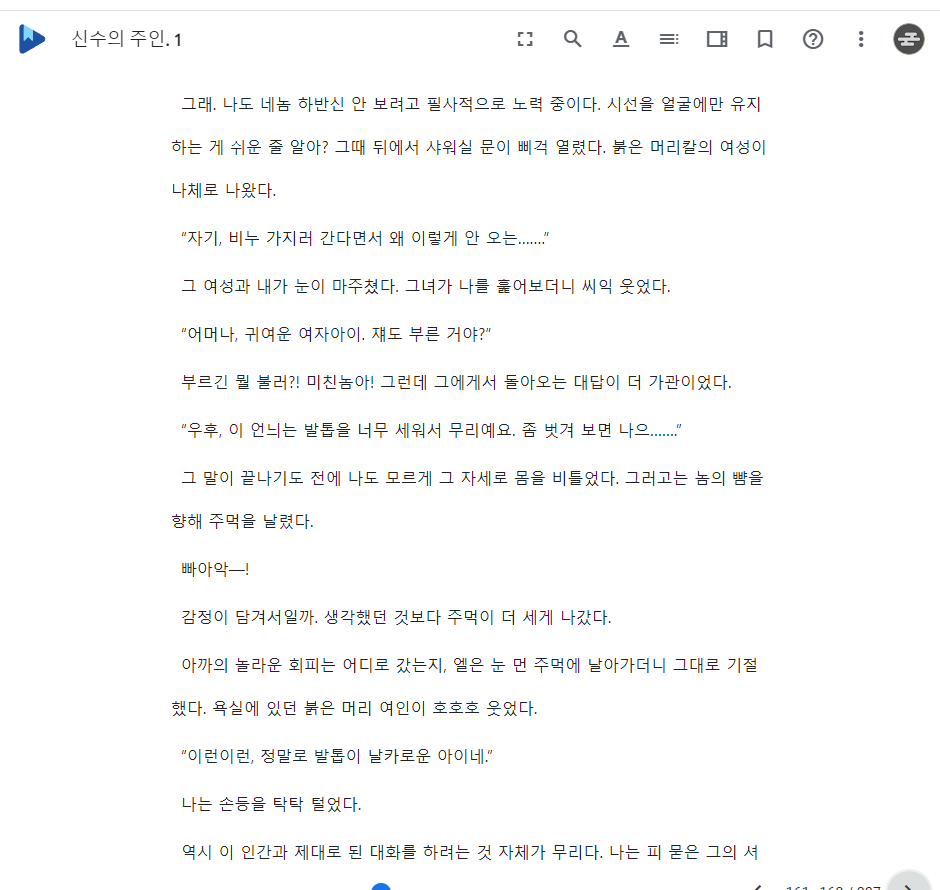 신수의 주인. 1
그래. 나도 네놈 하반신 안 보려고 필사적으로 노력 중이다. 시선을 얼굴에만 유지
하는 게 쉬운 줄 알아? 그때 뒤에서 샤워실 문이 삐걱 열렸다. 붉은 머리칼의 여성이
나체로 나왔다.
“자기, 비누 가지러 간다면서 왜 이렇게 안 오는…….”
그 여성과 내가 눈이 마주쳤다. 그녀가 나를 훑어보더니 씨익 웃었다.
“어머나, 귀여운 여자아이. 쟤도 부른 거야?”
부르긴 뭘 불러?! 미친놈아! 그런데 그에게서 돌아오는 대답이 더 가관이었다.
“우후, 이 언늬는 발톱을 너무 세워서 무리예요. 좀 벗겨 보면 나으…….”
그 말이 끝나기도 전에 나도 모르게 그 자세로 몸을 비틀었다. 그러고는 놈의 뺨을
향해 주먹을 날렸다.
빠아악―!
감정이 담겨서일까. 생각했던 것보다 주먹이 더 세게 나갔다.
아까의 놀라운 회피는 어디로 갔는지, 엘은 눈 먼 주먹에 날아가더니 그대로 기절
했다. 욕실에 있던 붉은 머리 여인이 호호호 웃었다.
“이런이런, 정말로 발톱이 날카로운 아이네.”
나는 손등을 탁탁 털었다.
역시 이 인간과 제대로 된 대화를 하려는 것 자체가 무리다. 나는 피 묻은 그의 셔